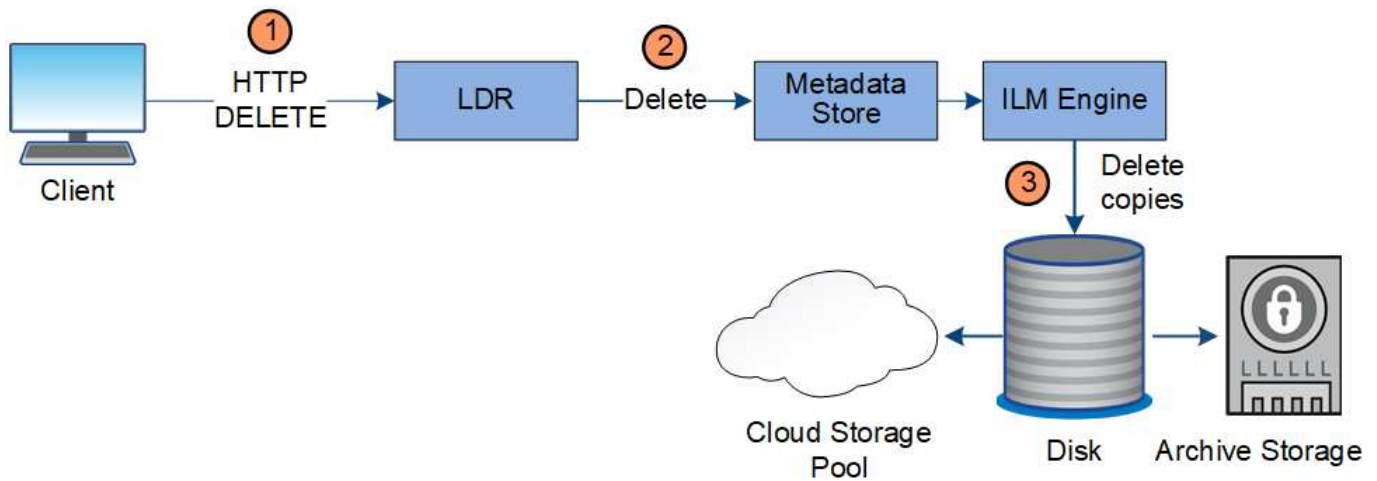 1
HTTP
DELETE
Client
LDR
2
Delete
Metadata
Store
ILM Engine
3
Delete
copies
Cloud Storage
Pool
Disk
LLLLLL
Archive Storage